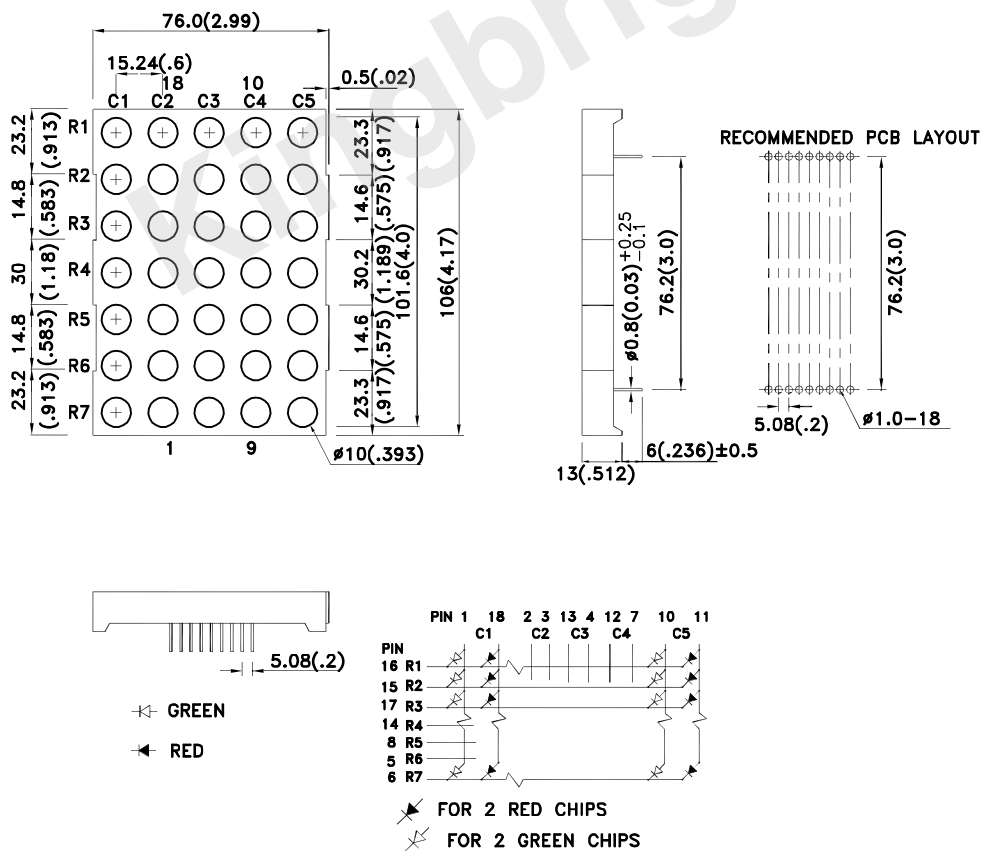 Kingbrig
76.0(2.99)
15.24(.6)
18 10
0.5(.02)
C1 C2 C3 C4 C5
R1
R2
R3
R4
R5
R6
R7
23.2
(.913)
14.8
(.583)
30
(1.18)
14.8
(.583)
23.2
(.913)
23.3
(.917)
14.6
(.575)
30.2
(1.189)
14.6
(.575)
23.3
(.917)
101.6(4.0)
106(4.17)
1 9
ø10(.393)
ø0.8(0.03)+0.25
-0.1
76.2(3.0)
13(.512)
6(.236)±0.5
RECOMMENDED PCB LAYOUT
76.2(3.0)
5.08(.2)
ø1.0-18
5.08(.2)
GREEN
RED
PIN 1 18 2 3 13 4 12 7 10 11
C1 C2 C3 C4 C5
PIN
16 R1
15 R2
17 R3
14 R4
8 R5
5 R6
6 R7
FOR 2 RED CHIPS
FOR 2 GREEN CHIPS